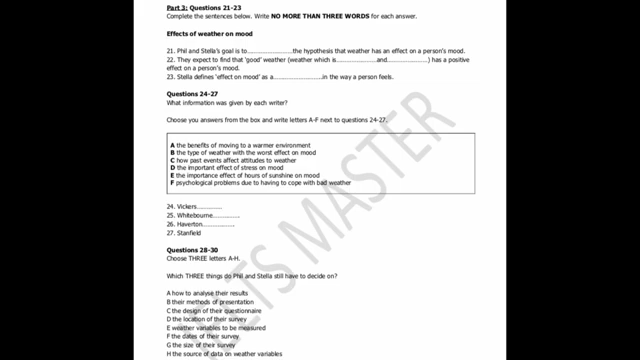 Part 3: Questions 21-23
Complete the sentences below. Write NO MORE THAN THREE WORDS for each answer.
Effects of weather on mood
21. Phil and Stella's goal is to......................the hypothesis that weather has an effect on a person's mood.
22. They expect to find that 'good' weather (weather which is...................and...................) has a positive
effect on a person's mood.
23. Stella defines 'effect on mood' as a........................in the way a person feels.
Questions 24-27
What information was given by each writer?
Choose you answers from the box and write letters A-F next to questions 24-27.
A the benefits of moving to a warmer environment
B the type of weather with the worst effect on mood
C how past events affect attitudes to weather
D the important effect of stress on mood
E the importance effect of hours of sunshine on mood
F psychological problems due to having to cope with bad weather
24. Vickers............
25. Whitebourne.............
26. Haverton...............
27. Stanfield
Questions 28-30
Choose THREE letters A-H.
Which THREE things do Phil and Stella still have to decide on?
A how to analyse their results
B their methods of presentation
C the design of their questionnaire
D the location of their survey
E weather variables to be measured
F the dates of their survey
G the size of their survey
H the source of data on weather variables
IELTS MASTER